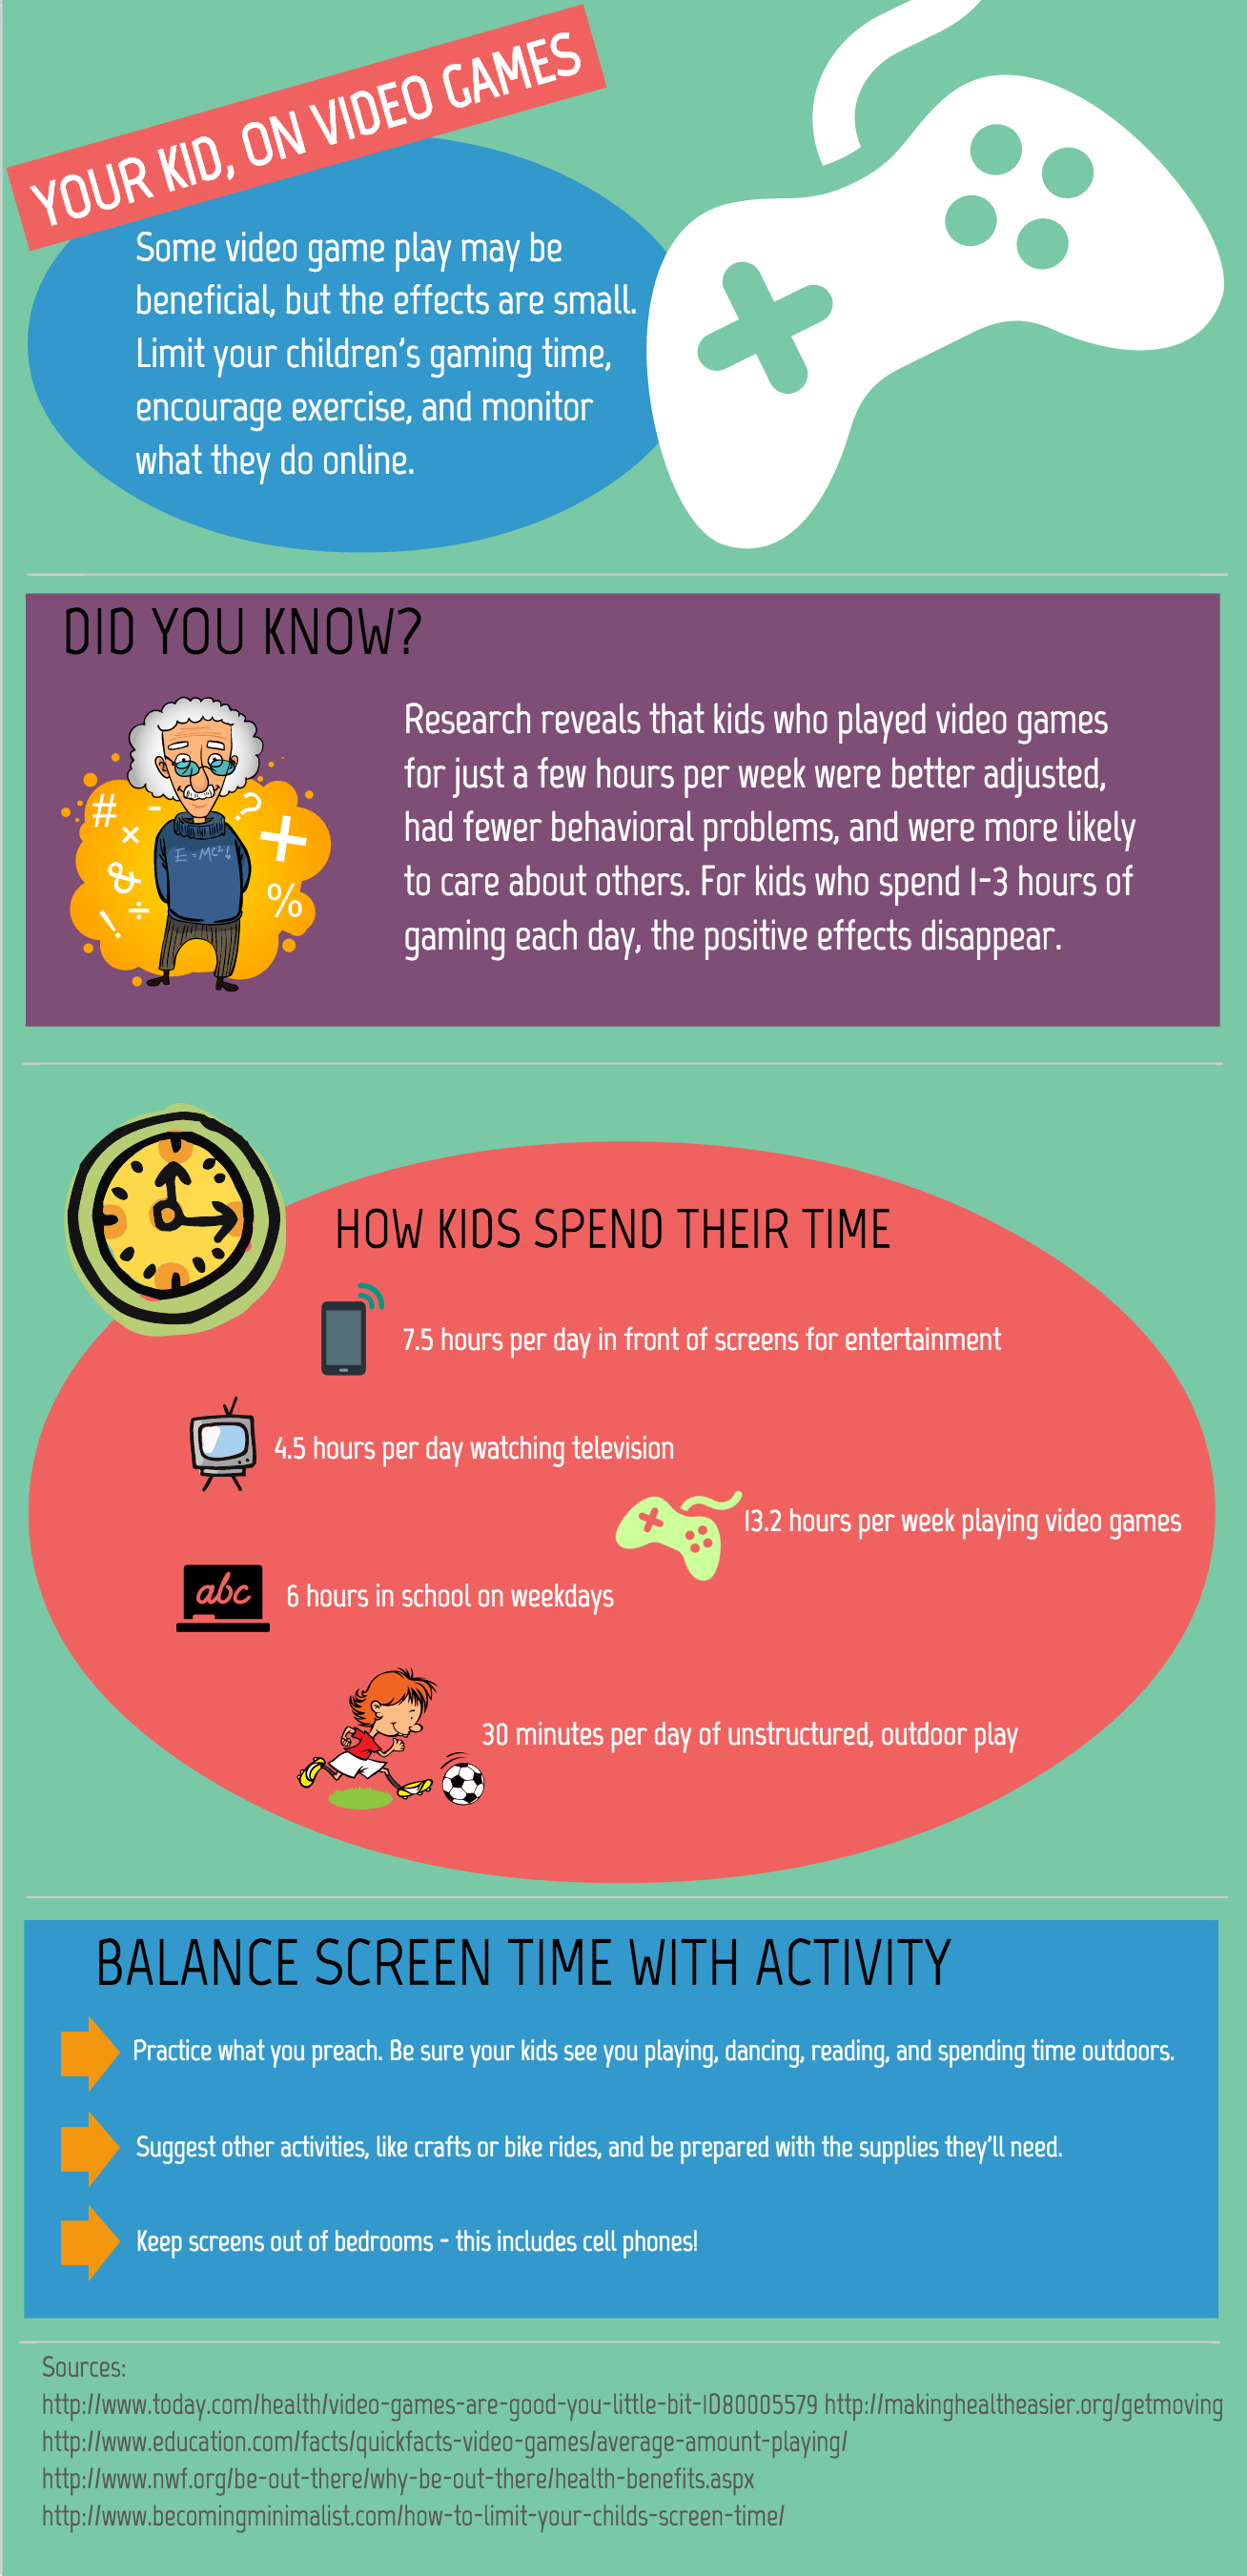 YOUR KID, ON VIDEO GAMES
Some video game play may be
beneficial, but the effects are small.
Limit your children's gaming time,
encourage exercise, and monitor
what they do online.
DID YOU KNOW?
# - ? +
×
& ÷ ! %
E=MC²!
Research reveals that kids who played video games
for just a few hours per week were better adjusted,
had fewer behavioral problems, and were more likely
to care about others. For kids who spend 1-3 hours of
gaming each day, the positive effects disappear.
HOW KIDS SPEND THEIR TIME
7.5 hours per day in front of screens for entertainment
4.5 hours per day watching television
13.2 hours per week playing video games
abc
6 hours in school on weekdays
30 minutes per day of unstructured, outdoor play
BALANCE SCREEN TIME WITH ACTIVITY
Practice what you preach. Be sure your kids see you playing, dancing, reading, and spending time outdoors.
Suggest other activities, like crafts or bike rides, and be prepared with the supplies they'll need.
Keep screens out of bedrooms - this includes cell phones!
Sources:
http://www.today.com/health/video-games-are-good-you-little-bit-1D80005579 http://makinghealtheasier.org/getmoving
http://www.education.com/facts/quickfacts-video-games/average-amount-playing/
http://www.nwf.org/be-out-there/why-be-out-there/health-benefits.aspx
http://www.becomingminimalist.com/how-to-limit-your-childs-screen-time/